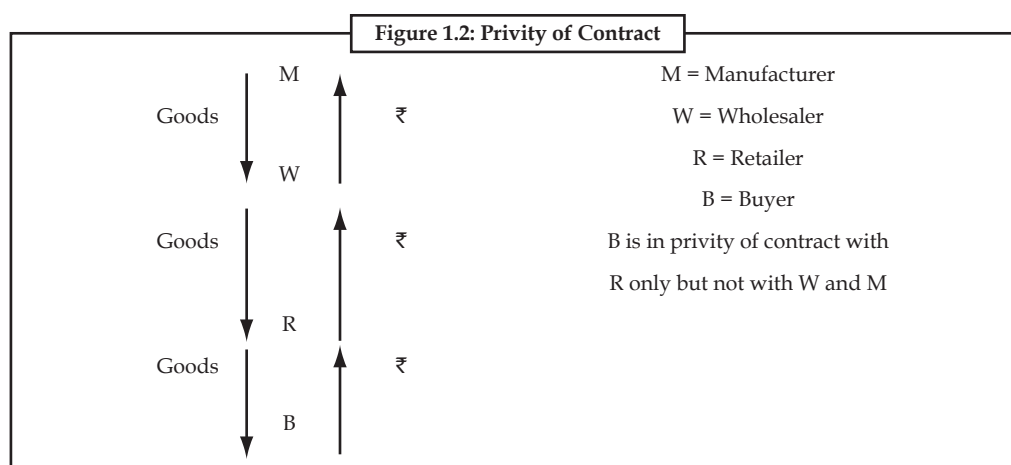 Figure 1.2: Privity of Contract
M
M = Manufacturer
Goods
₹
W = Wholesaler
W
R = Retailer
B = Buyer
Goods
₹
B is in privity of contract with
R only but not with W and M
R
Goods
₹
B